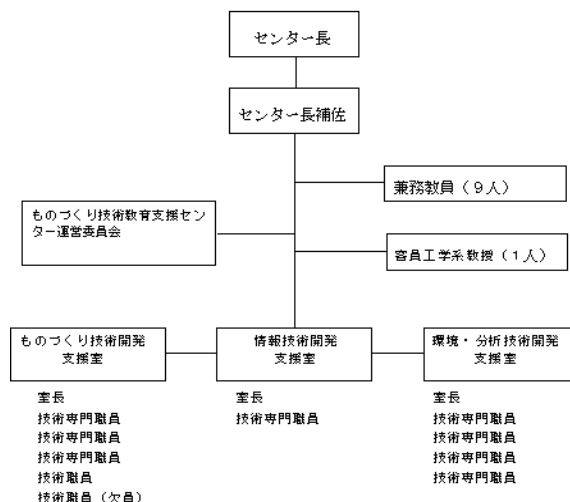 センター長
センター長補佐
兼務教員(9人)
ものづくり技術教育支援セン
ター運営委員会
客員工学系教授(1人)
ものづくり技術開発
支援室
情報技術開発
支援室
環境・分析技術開発
支援室
室長
技術専門職員
技術専門職員
技術専門職員
技術職員
技術職員(欠員)
室長
技術専門職員
室長
技術専門職員
技術専門職員
技術専門職員
技術専門職員